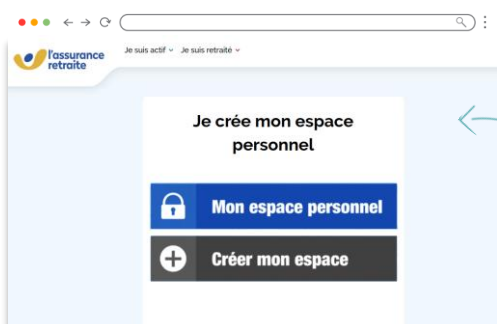 l'assurance
retraite
Je suis actif Je suis retraité
Je crée mon espace
personnel
Mon espace personnel
Créer mon espace